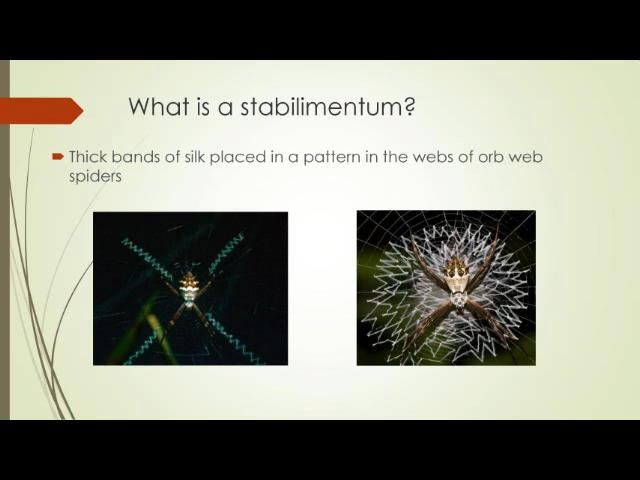 What is a stabilimentum?
Thick bands of silk placed in a pattern in the webs of orb web
spiders